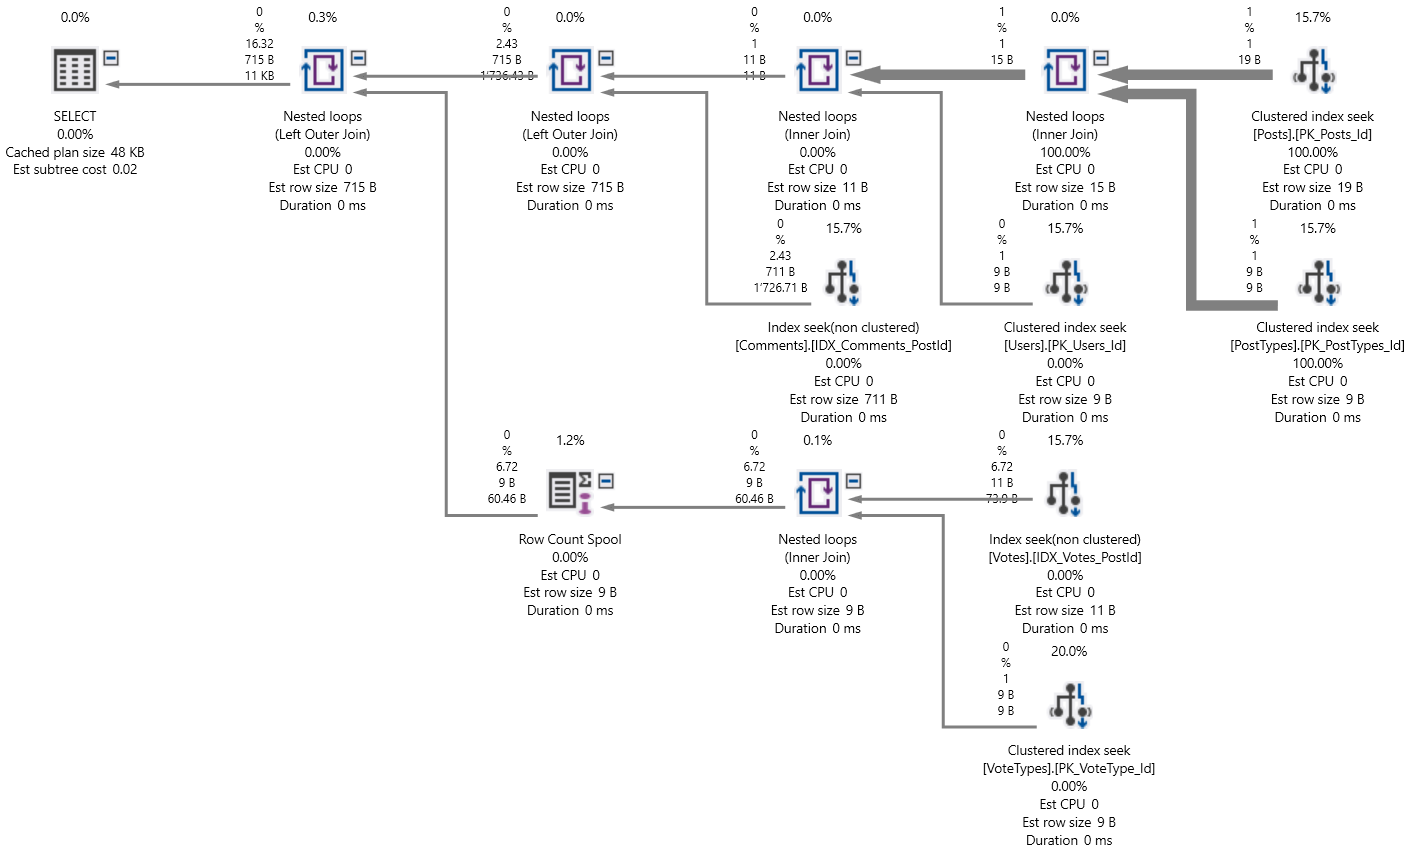 0.0%
0
%
16.32
715 B
11 KB
0.3%
0
%
2.43
715 B
1'736.43 B
0.0%
0
%
1
11 B
11 B
0.0%
1
%
1
15 B
0.0%
1
%
1
19 B
15.7%
SELECT
0.00%
Cached plan size 48 KB
Est subtree cost 0.02
Nested loops
(Left Outer Join)
0.00%
Est CPU 0
Est row size 715 B
Duration 0 ms
Nested loops
(Left Outer Join)
0.00%
Est CPU 0
Est row size 715 B
Duration 0 ms
Nested loops
(Inner Join)
0.00%
Est CPU 0
Est row size 11 B
Duration 0 ms
Nested loops
(Inner Join)
100.00%
Est CPU 0
Est row size 15 B
Duration 0 ms
Clustered index seek
[Posts].[PK_Posts_Id]
100.00%
Est CPU 0
Est row size 19 B
Duration 0 ms
0
%
2.43
711 B
1'726.71 B
15.7%
Index seek(non clustered)
[Comments].[IDX_Comments_PostId]
0.00%
Est CPU 0
Est row size 711 B
Duration 0 ms
0
%
1
9 B
9 B
15.7%
Clustered index seek
[Users].[PK_Users_Id]
0.00%
Est CPU 0
Est row size 9 B
Duration 0 ms
1
%
1
9 B
9 B
15.7%
Clustered index seek
[PostTypes].[PK_PostTypes_Id]
100.00%
Est CPU 0
Est row size 9 B
Duration 0 ms
0
%
6.72
9 B
60.46 B
1.2%
Row Count Spool
0.00%
Est CPU 0
Est row size 9 B
Duration 0 ms
0
%
6.72
9 B
60.46 B
0.1%
Nested loops
(Inner Join)
0.00%
Est CPU 0
Est row size 9 B
Duration 0 ms
0
%
6.72
11 B
73.9 B
15.7%
Index seek(non clustered)
[Votes].[IDX_Votes_PostId]
0.00%
Est CPU 0
Est row size 11 B
Duration 0 ms
0
%
1
9 B
9 B
20.0%
Clustered index seek
[VoteTypes].[PK_VoteType_Id]
0.00%
Est CPU 0
Est row size 9 B
Duration 0 ms